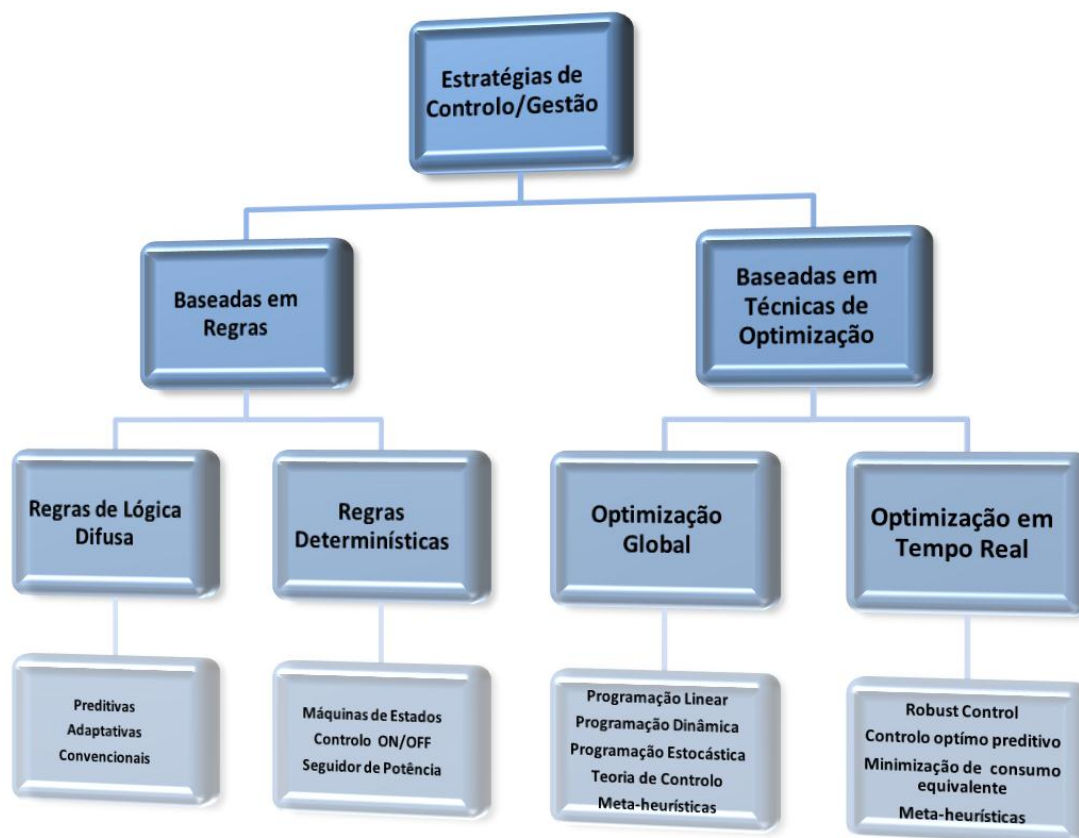 Estratégias de
Controlo/Gestão
Baseadas em
Regras
Baseadas em
Técnicas de
Optimização
Regras de Lógica
Difusa
Regras
Determinísticas
Optimização
Global
Optimização em
Tempo Real
Preditivas
Adaptativas
Convencionais
Máquinas de Estados
Controlo ON/OFF
Seguidor de Potência
Programação Linear
Programação Dinâmica
Programação Estocástica
Teoria de Controlo
Meta-heurísticas
Robust Control
Controlo optímo preditivo
Minimização de consumo
equivalente
Meta-heurísticas